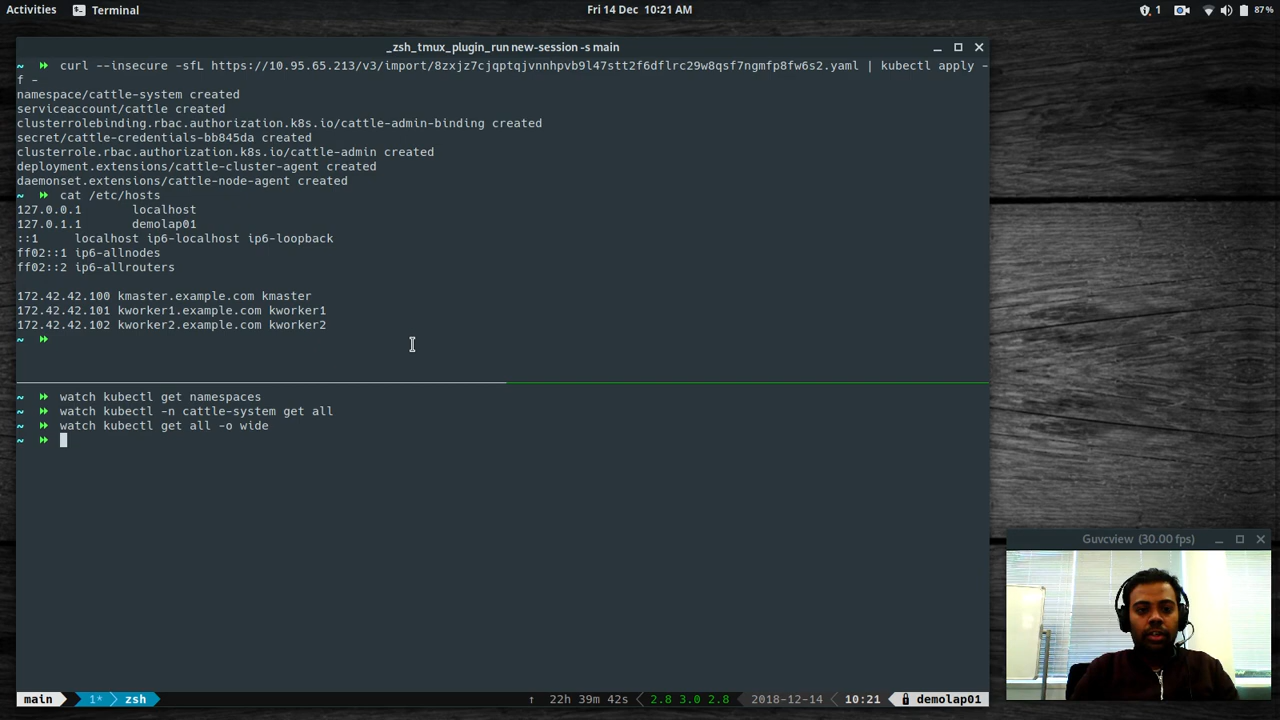 Activities Terminal Fri 14 Dec 10:21 AM 1 87 %
_zsh_tmux_plugin_run new-session -s main
~ curl --insecure -sfL https://10.95.65.213/v3/import/8zxjz7cjqptqjvnnhpvb9l47stt2f6dflrc29w8qsf7ngmfp8fw6s2.yaml | kubectl apply -
f -
namespace/cattle-system created
serviceaccount/cattle created
clusterrolebinding.rbac.authorization.k8s.io/cattle-admin-binding created
secret/cattle-credentials-bb845da created
clusterrole.rbac.authorization.k8s.io/cattle-admin created
deployment.extensions/cattle-cluster-agent created
daemonset.extensions/cattle-node-agent created
~ cat /etc/hosts
127.0.0.1 localhost
127.0.1.1 demolap01
::1 localhost ip6-localhost ip6-loopback
ff02::1 ip6-allnodes
ff02::2 ip6-allrouters
172.42.42.100 kmaster.example.com kmaster
172.42.42.101 kworker1.example.com kworker1
172.42.42.102 kworker2.example.com kworker2
~
~ watch kubectl get namespaces
~ watch kubectl -n cattle-system get all
~ watch kubectl get all -o wide
~
Guvcview (30.00 fps)
main 1* zsh ↑ 22h 39m 42s 2.8 3.0 2.8 2018-12-14 10:21 demolap01